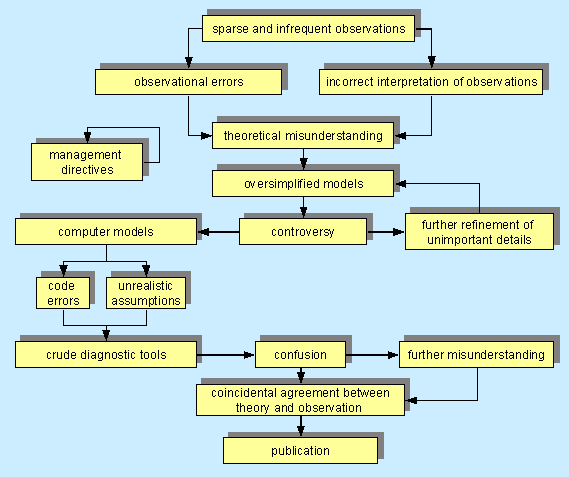 sparse and infrequent observations
observational errors
incorrect interpretation of observations
theoretical misunderstanding
management
directives
oversimplified models
computer models
controversy
further refinement of
unimportant details
code
errors
unrealistic
assumptions
crude diagnostic tools
confusion
further misunderstanding
coincidental agreement between
theory and observation
publication